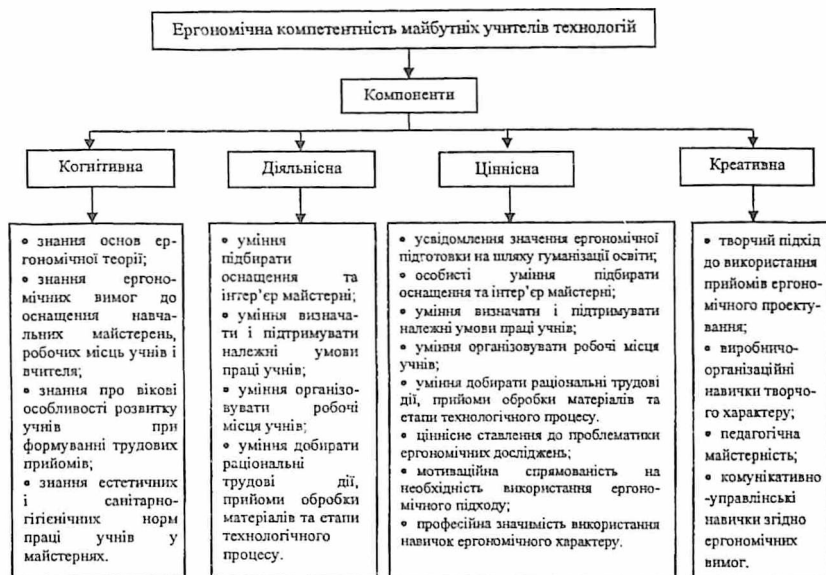 Ергономічна компетентність майбутніх учителів технологій
Компоненти
Когнітивна
Діяльнісна
Ціннісна
Креативна
• знання основ ер-
гономічної теорії;
• знання ергоно-
мічних вимог до
оснащення навча-
льних майстерень,
робочих місць учнів і
вчителя;
• знання про вікові
особливості розвитку
учнів при
формуванні трудових
прийомів;
• знання естетичних
і санітарно-
гігієнічних норм
праці учнів у
майстернях.
• уміння
підбирати
оснащення та
інтер'єр майстерні;
• уміння визнача-
ти і підтримувати
належні умови
праці учнів;
• уміння організо-
вувати робочі
місця учнів;
• уміння добирати
раціональні
трудові дії,
прийоми обробки
матеріалів та етапи
технологічного
процесу.
• усвідомлення значення ергономічної
підготовки на шляху гуманізації освіти;
• особисті уміння підбирати
оснащення та інтер'єр майстерні;
• уміння визначати і підтримувати
належні умови праці учнів;
• уміння організовувати робочі місця
учнів;
• уміння добирати раціональні трудові
дії, прийоми обробки матеріалів та
етапи технологічного процесу.
• ціннісне ставлення до проблематики
ергономічних досліджень;
• мотиваційна спрямованість на
необхідність використання ергоно-
мічного підходу;
• професійна значимість використання
навичок ергономічного характеру.
• творчий підхід
до використання
прийомів ергоно-
мічного проекту-
вання;
• виробничо-
організаційні
навички творчо-
го характеру;
• педагогічна
майстерність;
• комунікативно
-управлінські
навички згідно
ергономічних
вимог.